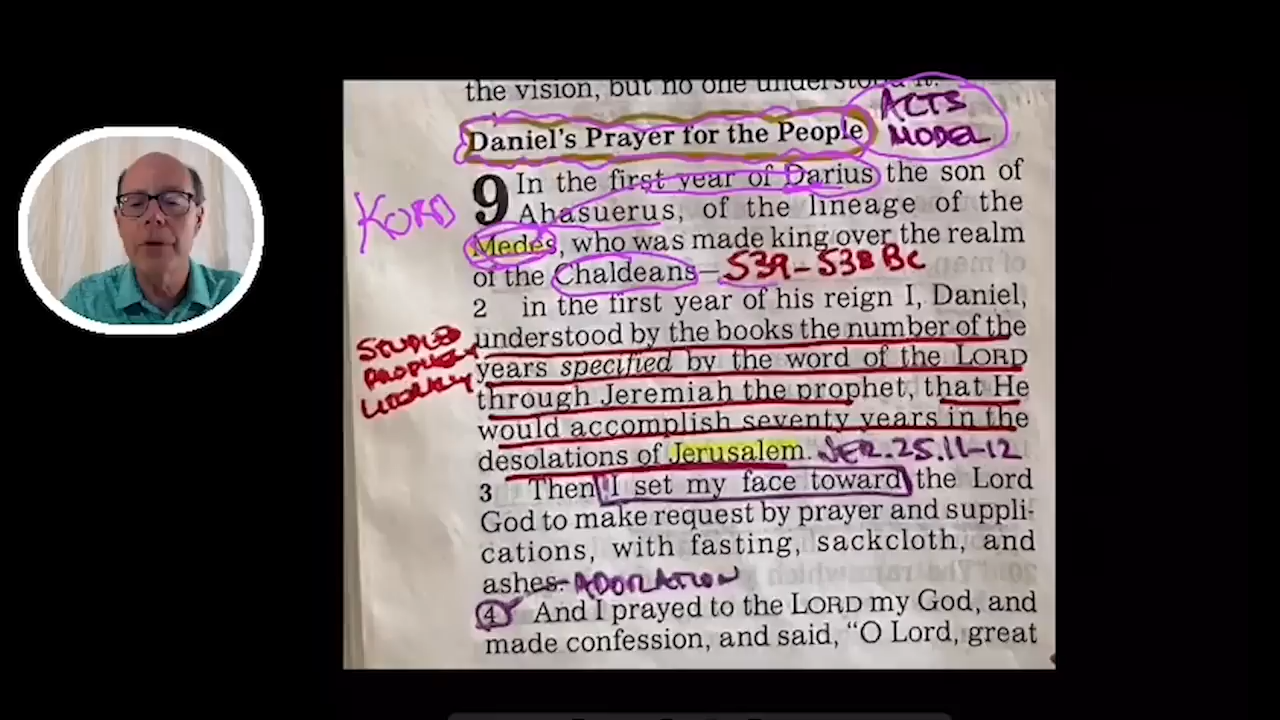 the vision, but no one understood it.
ACTS
MODEL
Daniel's Prayer for the People
9 In the first year of Darius the son of
Ahasuerus, of the lineage of the
KURD
Medes, who was made king over the realm
of the Chaldeans— 539-538 BC
2 in the first year of his reign I, Daniel,
understood by the books the number of the
years specified by the word of the LORD
through Jeremiah the prophet, that He
would accomplish seventy years in the
desolations of Jerusalem. JER. 25.11-12
STUDIED
LITERALLY
3 Then I set my face toward the Lord
God to make request by prayer and suppli-
cations, with fasting, sackcloth, and
ashes. ADORATION
4 And I prayed to the LORD my God, and
made confession, and said, "O Lord, great